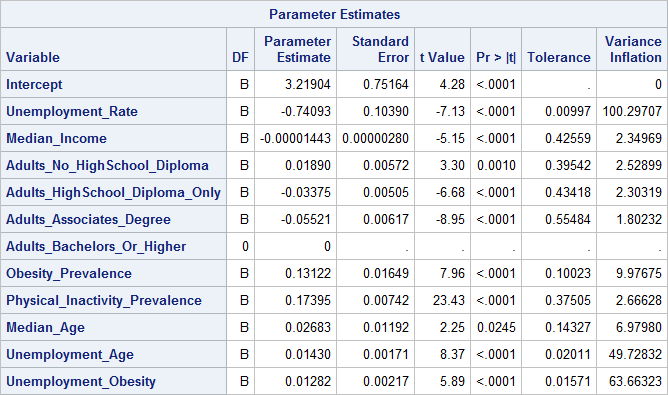 Parameter Estimates
Variable DF Parameter Estimate Standard Error t Value Pr > |t| Tolerance Variance Inflation
Intercept B 3.21904 0.75164 4.28 <.0001 . 0
Unemployment_Rate B -0.74093 0.10390 -7.13 <.0001 0.00997 100.29707
Median_Income B -0.00001443 0.00000280 -5.15 <.0001 0.42559 2.34969
Adults_No_HighSchool_Diploma B 0.01890 0.00572 3.30 0.0010 0.39542 2.52899
Adults_HighSchool_Diploma_Only B -0.03375 0.00505 -6.68 <.0001 0.43418 2.30319
Adults_Associates_Degree B -0.05521 0.00617 -8.95 <.0001 0.55484 1.80232
Adults_Bachelors_Or_Higher 0 0 . . . . .
Obesity_Prevalence B 0.13122 0.01649 7.96 <.0001 0.10023 9.97675
Physical_Inactivity_Prevalence B 0.17395 0.00742 23.43 <.0001 0.37505 2.66628
Median_Age B 0.02683 0.01192 2.25 0.0245 0.14327 6.97980
Unemployment_Age B 0.01430 0.00171 8.37 <.0001 0.02011 49.72832
Unemployment_Obesity B 0.01282 0.00217 5.89 <.0001 0.01571 63.66323